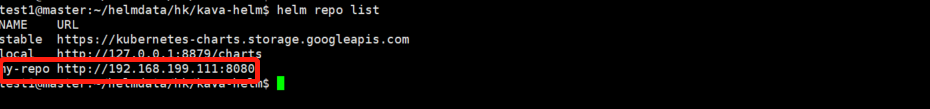 test1@master:~/helmdata/hk/kava-helm$ helm repo list
NAME    URL
stable  https://kubernetes-charts.storage.googleapis.com
local   http://127.0.0.1:8879/charts
my-repo http://192.168.199.111:8080
test1@master:~/helmdata/hk/kava-helm$